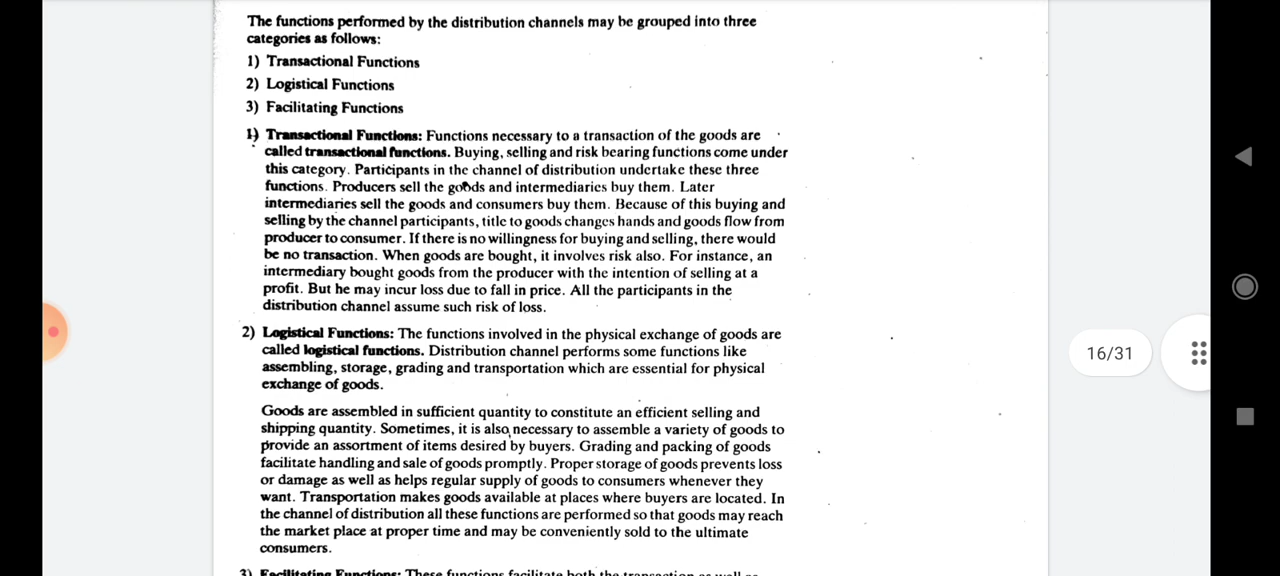 The functions performed by the distribution channels may be grouped into three
categories as follows:
1) Transactional Functions
2) Logistical Functions
3) Facilitating Functions
1) Transactional Functions: Functions necessary to a transaction of the goods are
called transactional functions. Buying, selling and risk bearing functions come under
this category. Participants in the channel of distribution undertake these three
functions. Producers sell the goods and intermediaries buy them. Later
intermediaries sell the goods and consumers buy them. Because of this buying and
selling by the channel participants, title to goods changes hands and goods flow from
producer to consumer. If there is no willingness for buying and selling, there would
be no transaction. When goods are bought, it involves risk also. For instance, an
intermediary bought goods from the producer with the intention of selling at a
profit. But he may incur loss due to fall in price. All the participants in the
distribution channel assume such risk of loss.
2) Logistical Functions: The functions involved in the physical exchange of goods are
called logistical functions. Distribution channel performs some functions like
assembling, storage, grading and transportation which are essential for physical
exchange of goods.
16/31
Goods are assembled in sufficient quantity to constitute an efficient selling and
shipping quantity. Sometimes, it is also necessary to assemble a variety of goods to
provide an assortment of items desired by buyers. Grading and packing of goods
facilitate handling and sale of goods promptly. Proper storage of goods prevents loss
or damage as well as helps regular supply of goods to consumers whenever they
want. Transportation makes goods available at places where buyers are located. In
the channel of distribution all these functions are performed so that goods may reach
the market place at proper time and may be conveniently sold to the ultimate
consumers.
3) Facilitating Functions: These functions facilitate both the transaction as well as